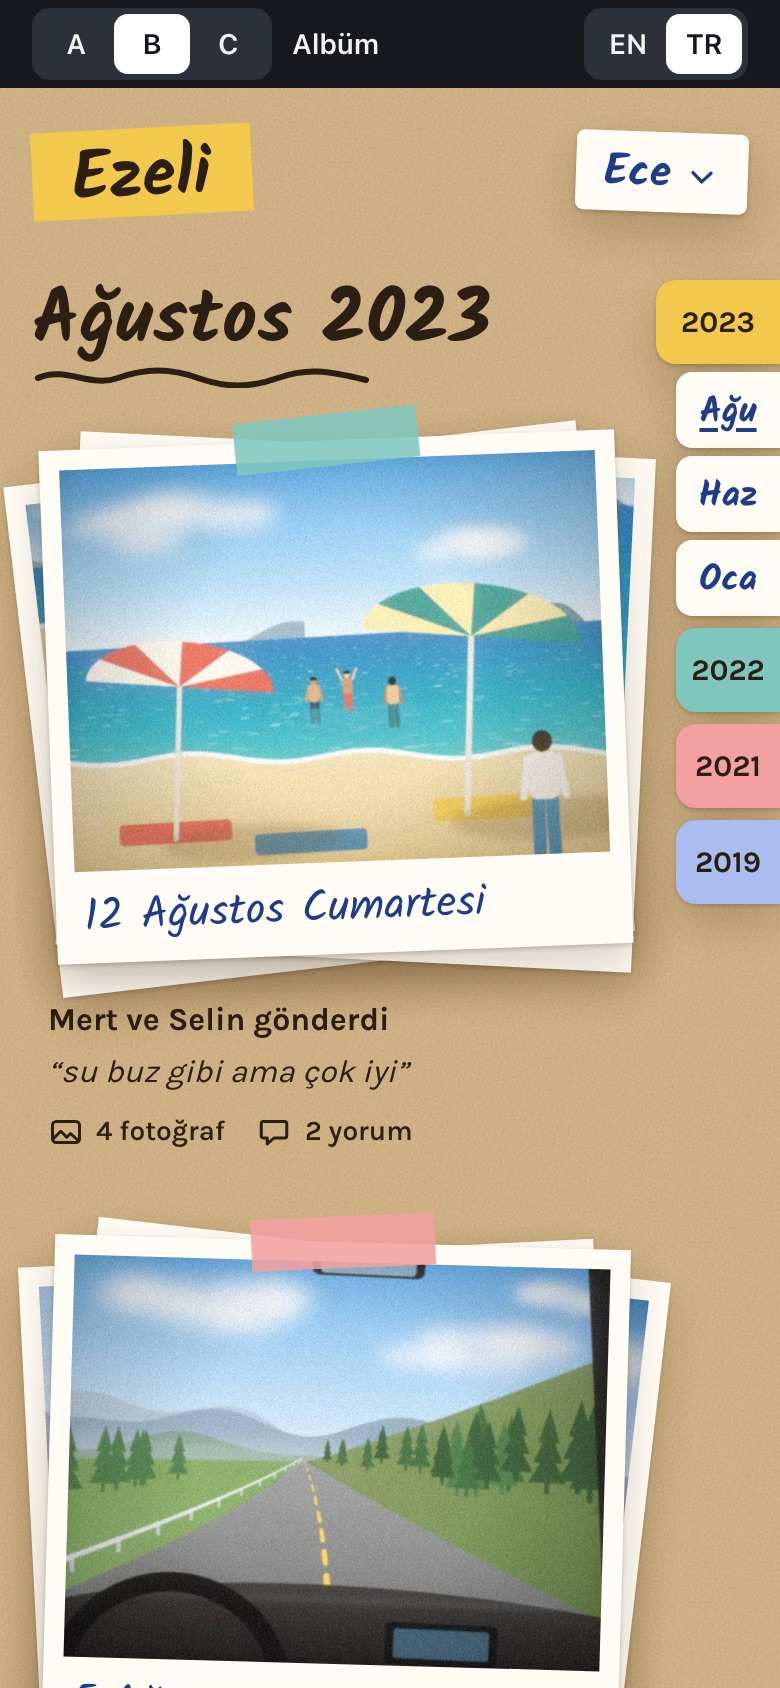 A B C Albüm EN TR
Ezeli
Ece
Ağustos 2023
2023
Ağu
Haz
Oca
2022
2021
2019
12 Ağustos Cumartesi
Mert ve Selin gönderdi
“su buz gibi ama çok iyi”
4 fotoğraf 2 yorum